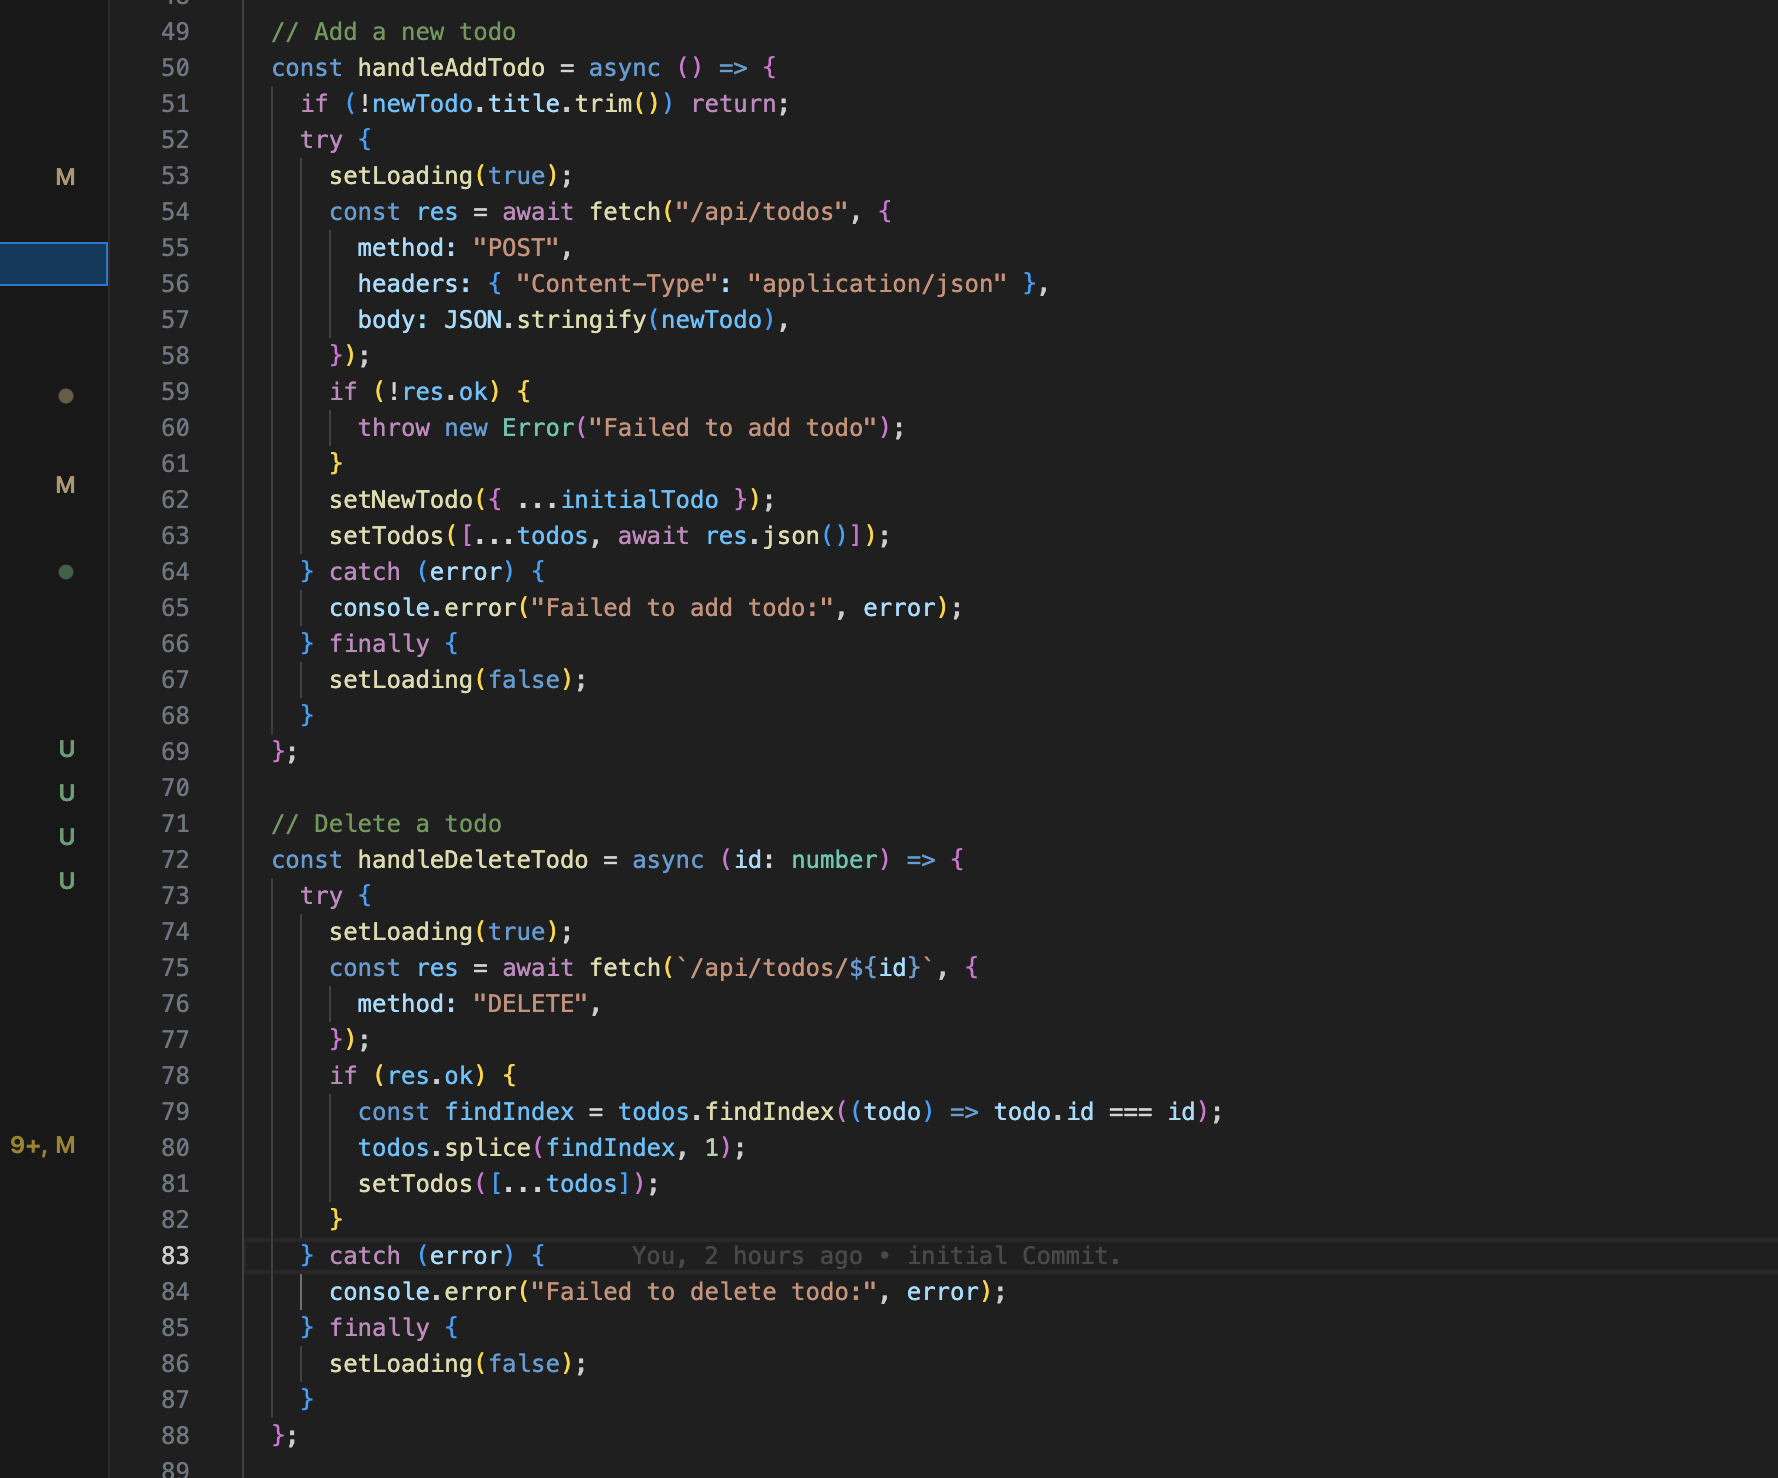 49 // Add a new todo
50 const handleAddTodo = async () => {
51 if (!newTodo.title.trim()) return;
52 try {
M 53 setLoading(true);
54 const res = await fetch("/api/todos", {
55 method: "POST",
56 headers: { "Content-Type": "application/json" },
57 body: JSON.stringify(newTodo),
58 });
59 if (!res.ok) {
60 throw new Error("Failed to add todo");
61 }
M 62 setNewTodo({ ...initialTodo });
63 setTodos([...todos, await res.json()]);
64 } catch (error) {
65 console.error("Failed to add todo:", error);
66 } finally {
67 setLoading(false);
68 }
U 69 };
70
U
71 // Delete a todo
U
72 const handleDeleteTodo = async (id: number) => {
U
73 try {
74 setLoading(true);
75 const res = await fetch(`/api/todos/${id}`, {
76 method: "DELETE",
77 });
78 if (res.ok) {
79 const findIndex = todos.findIndex((todo) => todo.id === id);
9+, M 80 todos.splice(findIndex, 1);
81 setTodos([...todos]);
82 }
83 } catch (error) { You, 2 hours ago • initial Commit.
84 console.error("Failed to delete todo:", error);
85 } finally {
86 setLoading(false);
87 }
88 };
89